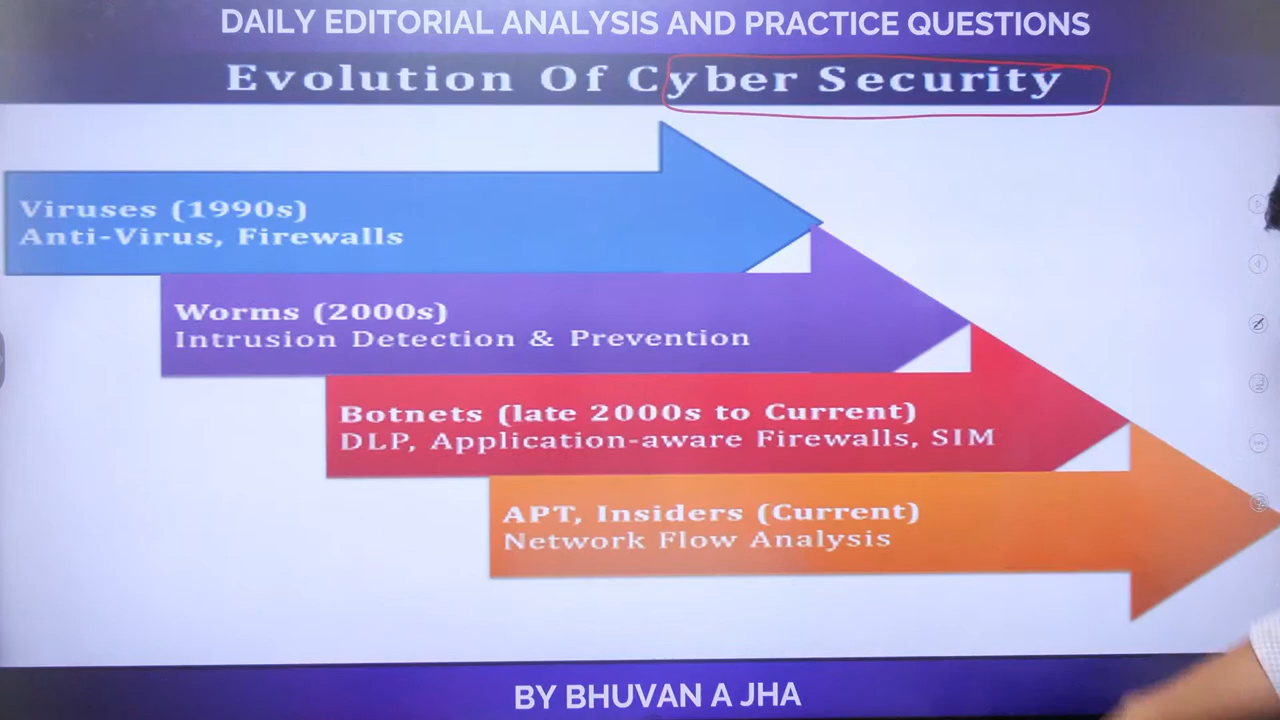 DAILY EDITORIAL ANALYSIS AND PRACTICE QUESTIONS
Evolution Of Cyber Security
Viruses (1990s)
Anti-Virus, Firewalls
Worms (2000s)
Intrusion Detection & Prevention
Botnets (late 2000s to Current)
DLP, Application-aware Firewalls, SIM
APT, Insiders (Current)
Network Flow Analysis
BY BHUVAN A JHA